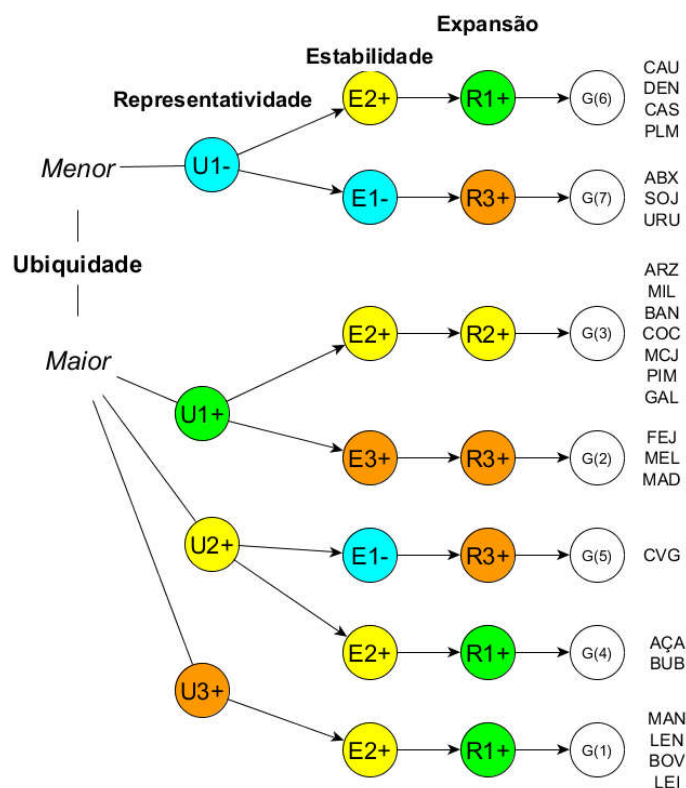 Expansão
Estabilidade
Representatividade
Menor
U1-
E2+
R1+
G(6)
CAU
DEN
CAS
PLM
E1-
R3+
G(7)
ABX
SOJ
URU
Ubiquidade
Maior
U1+
E2+
R2+
G(3)
ARZ
MIL
BAN
COC
MCJ
PIM
GAL
E3+
R3+
G(2)
FEJ
MEL
MAD
U2+
E1-
R3+
G(5)
CVG
E2+
R1+
G(4)
AÇA
BUB
U3+
E2+
R1+
G(1)
MAN
LEN
BOV
LEI